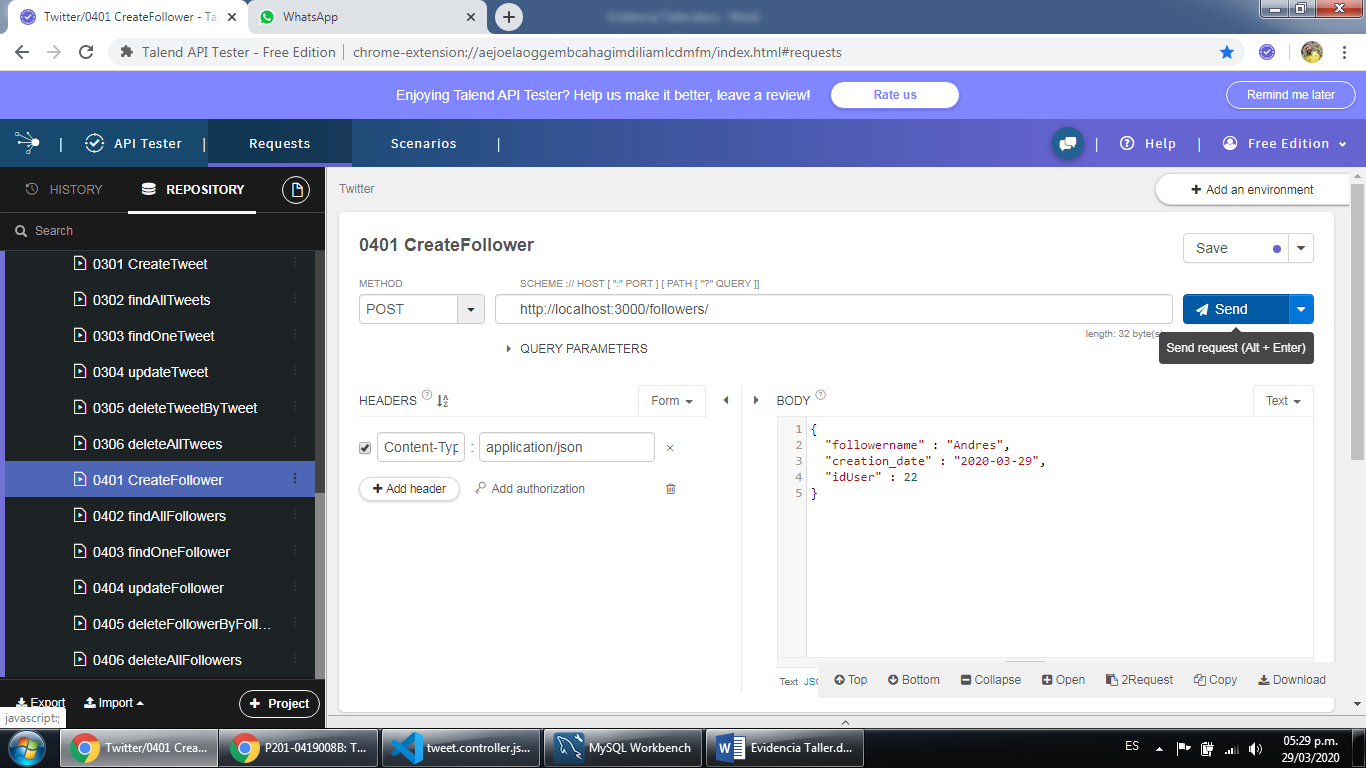 Twitter/0401 CreateFollower - Ta
WhatsApp
Talend API Tester - Free Edition
chrome-extension://aejoelaoggembcahagimdiliamlcdmfm/index.html#requests
Enjoying Talend API Tester? Help us make it better, leave a review!
Rate us
Remind me later
API Tester
Requests
Scenarios
Help
Free Edition
HISTORY
REPOSITORY
Search
0301 CreateTweet
0302 findAllTweets
0303 findOneTweet
0304 updateTweet
0305 deleteTweetByTweet
0306 deleteAllTwees
0401 CreateFollower
0402 findAllFollowers
0403 findOneFollower
0404 updateFollower
0405 deleteFollowerByFoll...
0406 deleteAllFollowers
Export
Import
+ Project
javascript:;
Twitter
+ Add an environment
0401 CreateFollower
Save
METHOD
SCHEME :// HOST [ ":" PORT ] [ PATH [ "?" QUERY ]]
POST
http://localhost:3000/followers/
Send
length: 32 byte(s)
Send request (Alt + Enter)
QUERY PARAMETERS
HEADERS
Form
BODY
Text
Content-Typ : application/json
+ Add header
Add authorization
1 {
2 "followername" : "Andres",
3 "creation_date" : "2020-03-29",
4 "idUser" : 22
5 }
Text JSO
Top
Bottom
Collapse
Open
2Request
Copy
Download
Twitter/0401 Crea...
P201-0419008B: T...
tweet.controller.js...
MySQL Workbench
Evidencia Taller.d...
ES
05:29 p.m.
29/03/2020